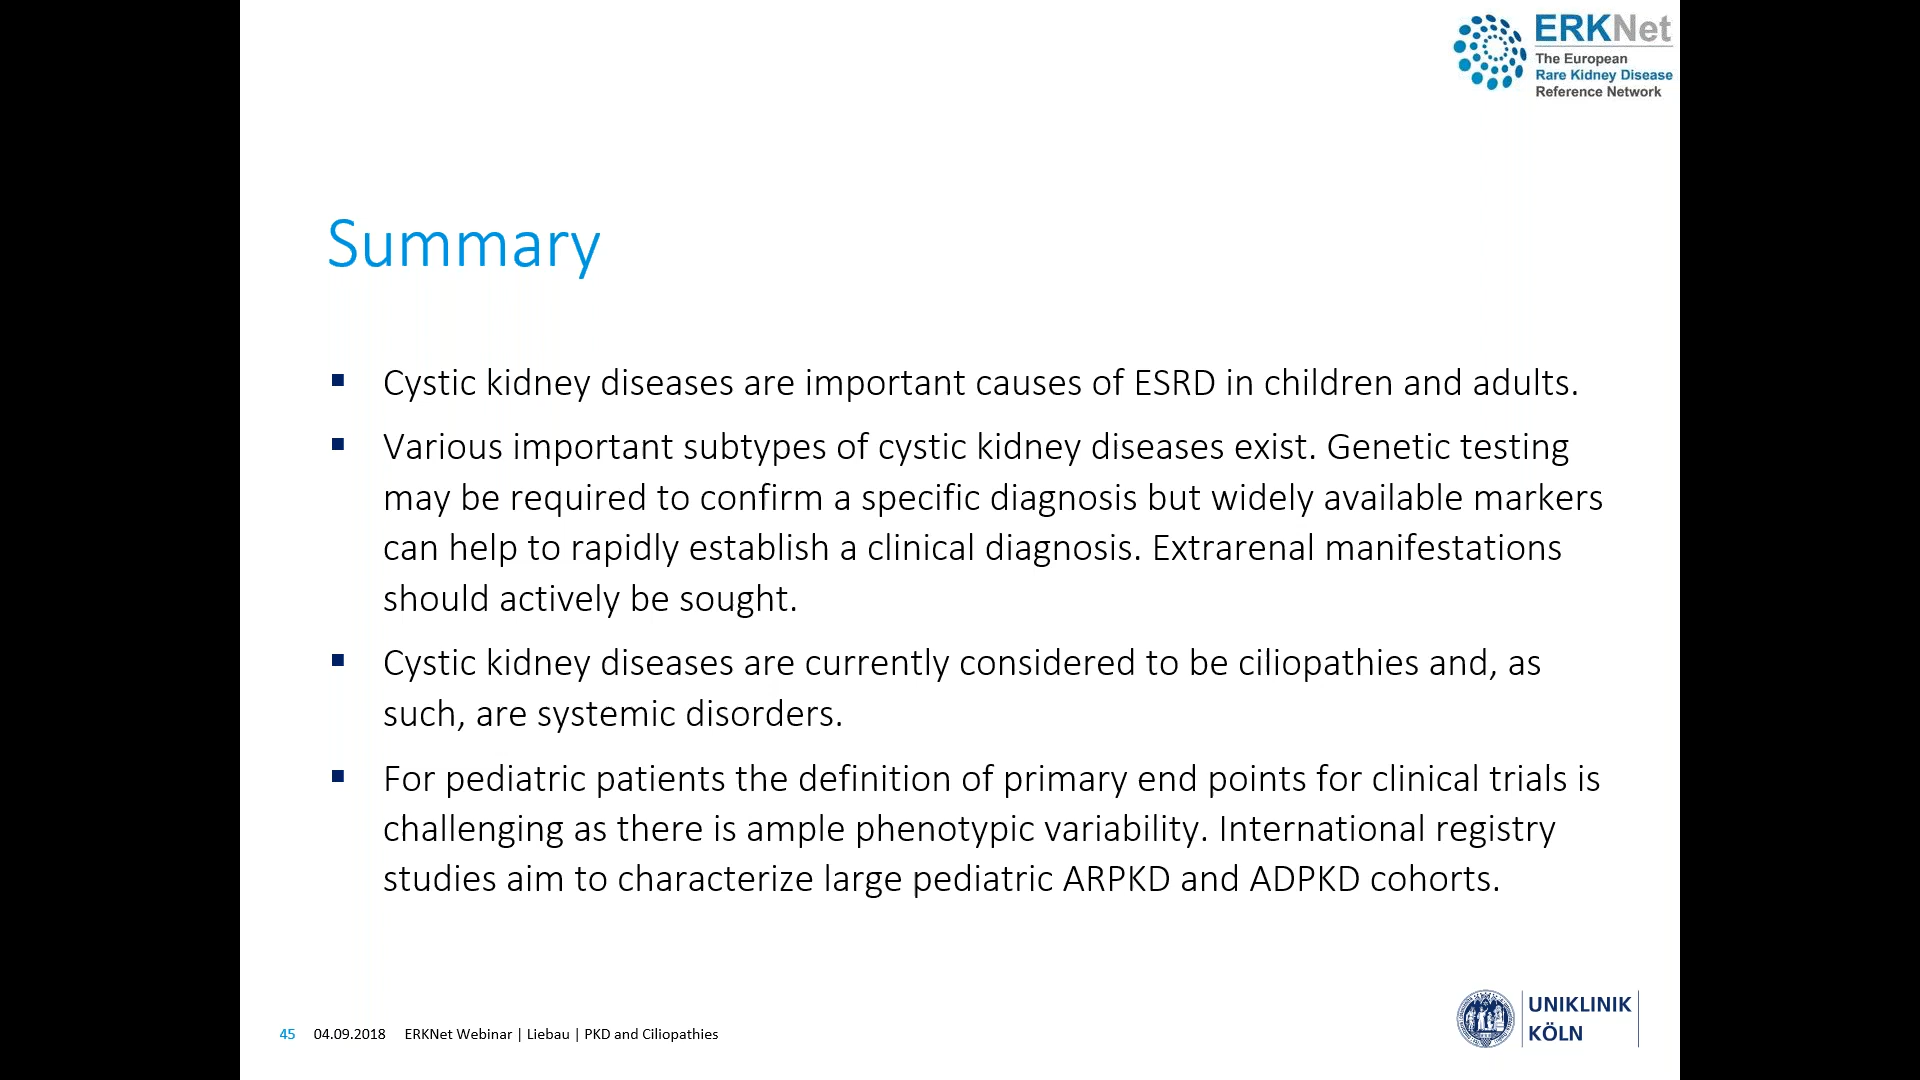 ERKNet
The European
Rare Kidney Disease
Reference Network
Summary
▪ Cystic kidney diseases are important causes of ESRD in children and adults.
▪ Various important subtypes of cystic kidney diseases exist. Genetic testing
may be required to confirm a specific diagnosis but widely available markers
can help to rapidly establish a clinical diagnosis. Extrarenal manifestations
should actively be sought.
▪ Cystic kidney diseases are currently considered to be ciliopathies and, as
such, are systemic disorders.
▪ For pediatric patients the definition of primary end points for clinical trials is
challenging as there is ample phenotypic variability. International registry
studies aim to characterize large pediatric ARPKD and ADPKD cohorts.
45 04.09.2018 ERKNet Webinar | Liebau | PKD and Ciliopathies
UNIKLINIK
KÖLN